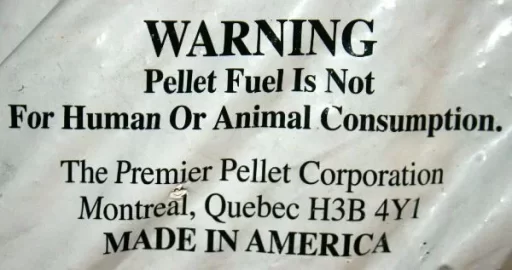 WARNING
Pellet Fuel Is Not
For Human Or Animal Consumption.
The Premier Pellet Corporation
Montreal, Quebec H3B 4Y1
MADE IN AMERICA